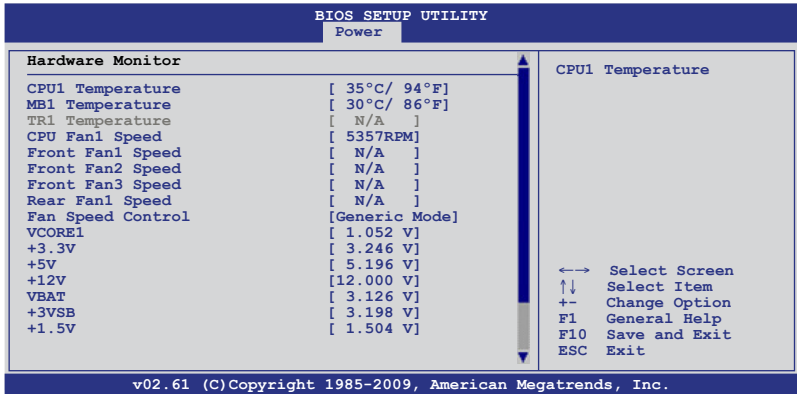 BIOS SETUP UTILITY
Power
Hardware Monitor
CPU1 Temperature [ 35°C/ 94°F]
MB1 Temperature [ 30°C/ 86°F]
TR1 Temperature [ N/A ]
CPU Fan1 Speed [ 5357RPM]
Front Fan1 Speed [ N/A ]
Front Fan2 Speed [ N/A ]
Front Fan3 Speed [ N/A ]
Rear Fan1 Speed [ N/A ]
Fan Speed Control [Generic Mode]
VCORE1 [ 1.052 V]
+3.3V [ 3.246 V]
+5V [ 5.196 V]
+12V [12.000 V]
VBAT [ 3.126 V]
+3VSB [ 3.198 V]
+1.5V [ 1.504 V]
CPU1 Temperature
←→ Select Screen
↑↓ Select Item
+- Change Option
F1 General Help
F10 Save and Exit
ESC Exit
v02.61 (C)Copyright 1985-2009, American Megatrends, Inc.